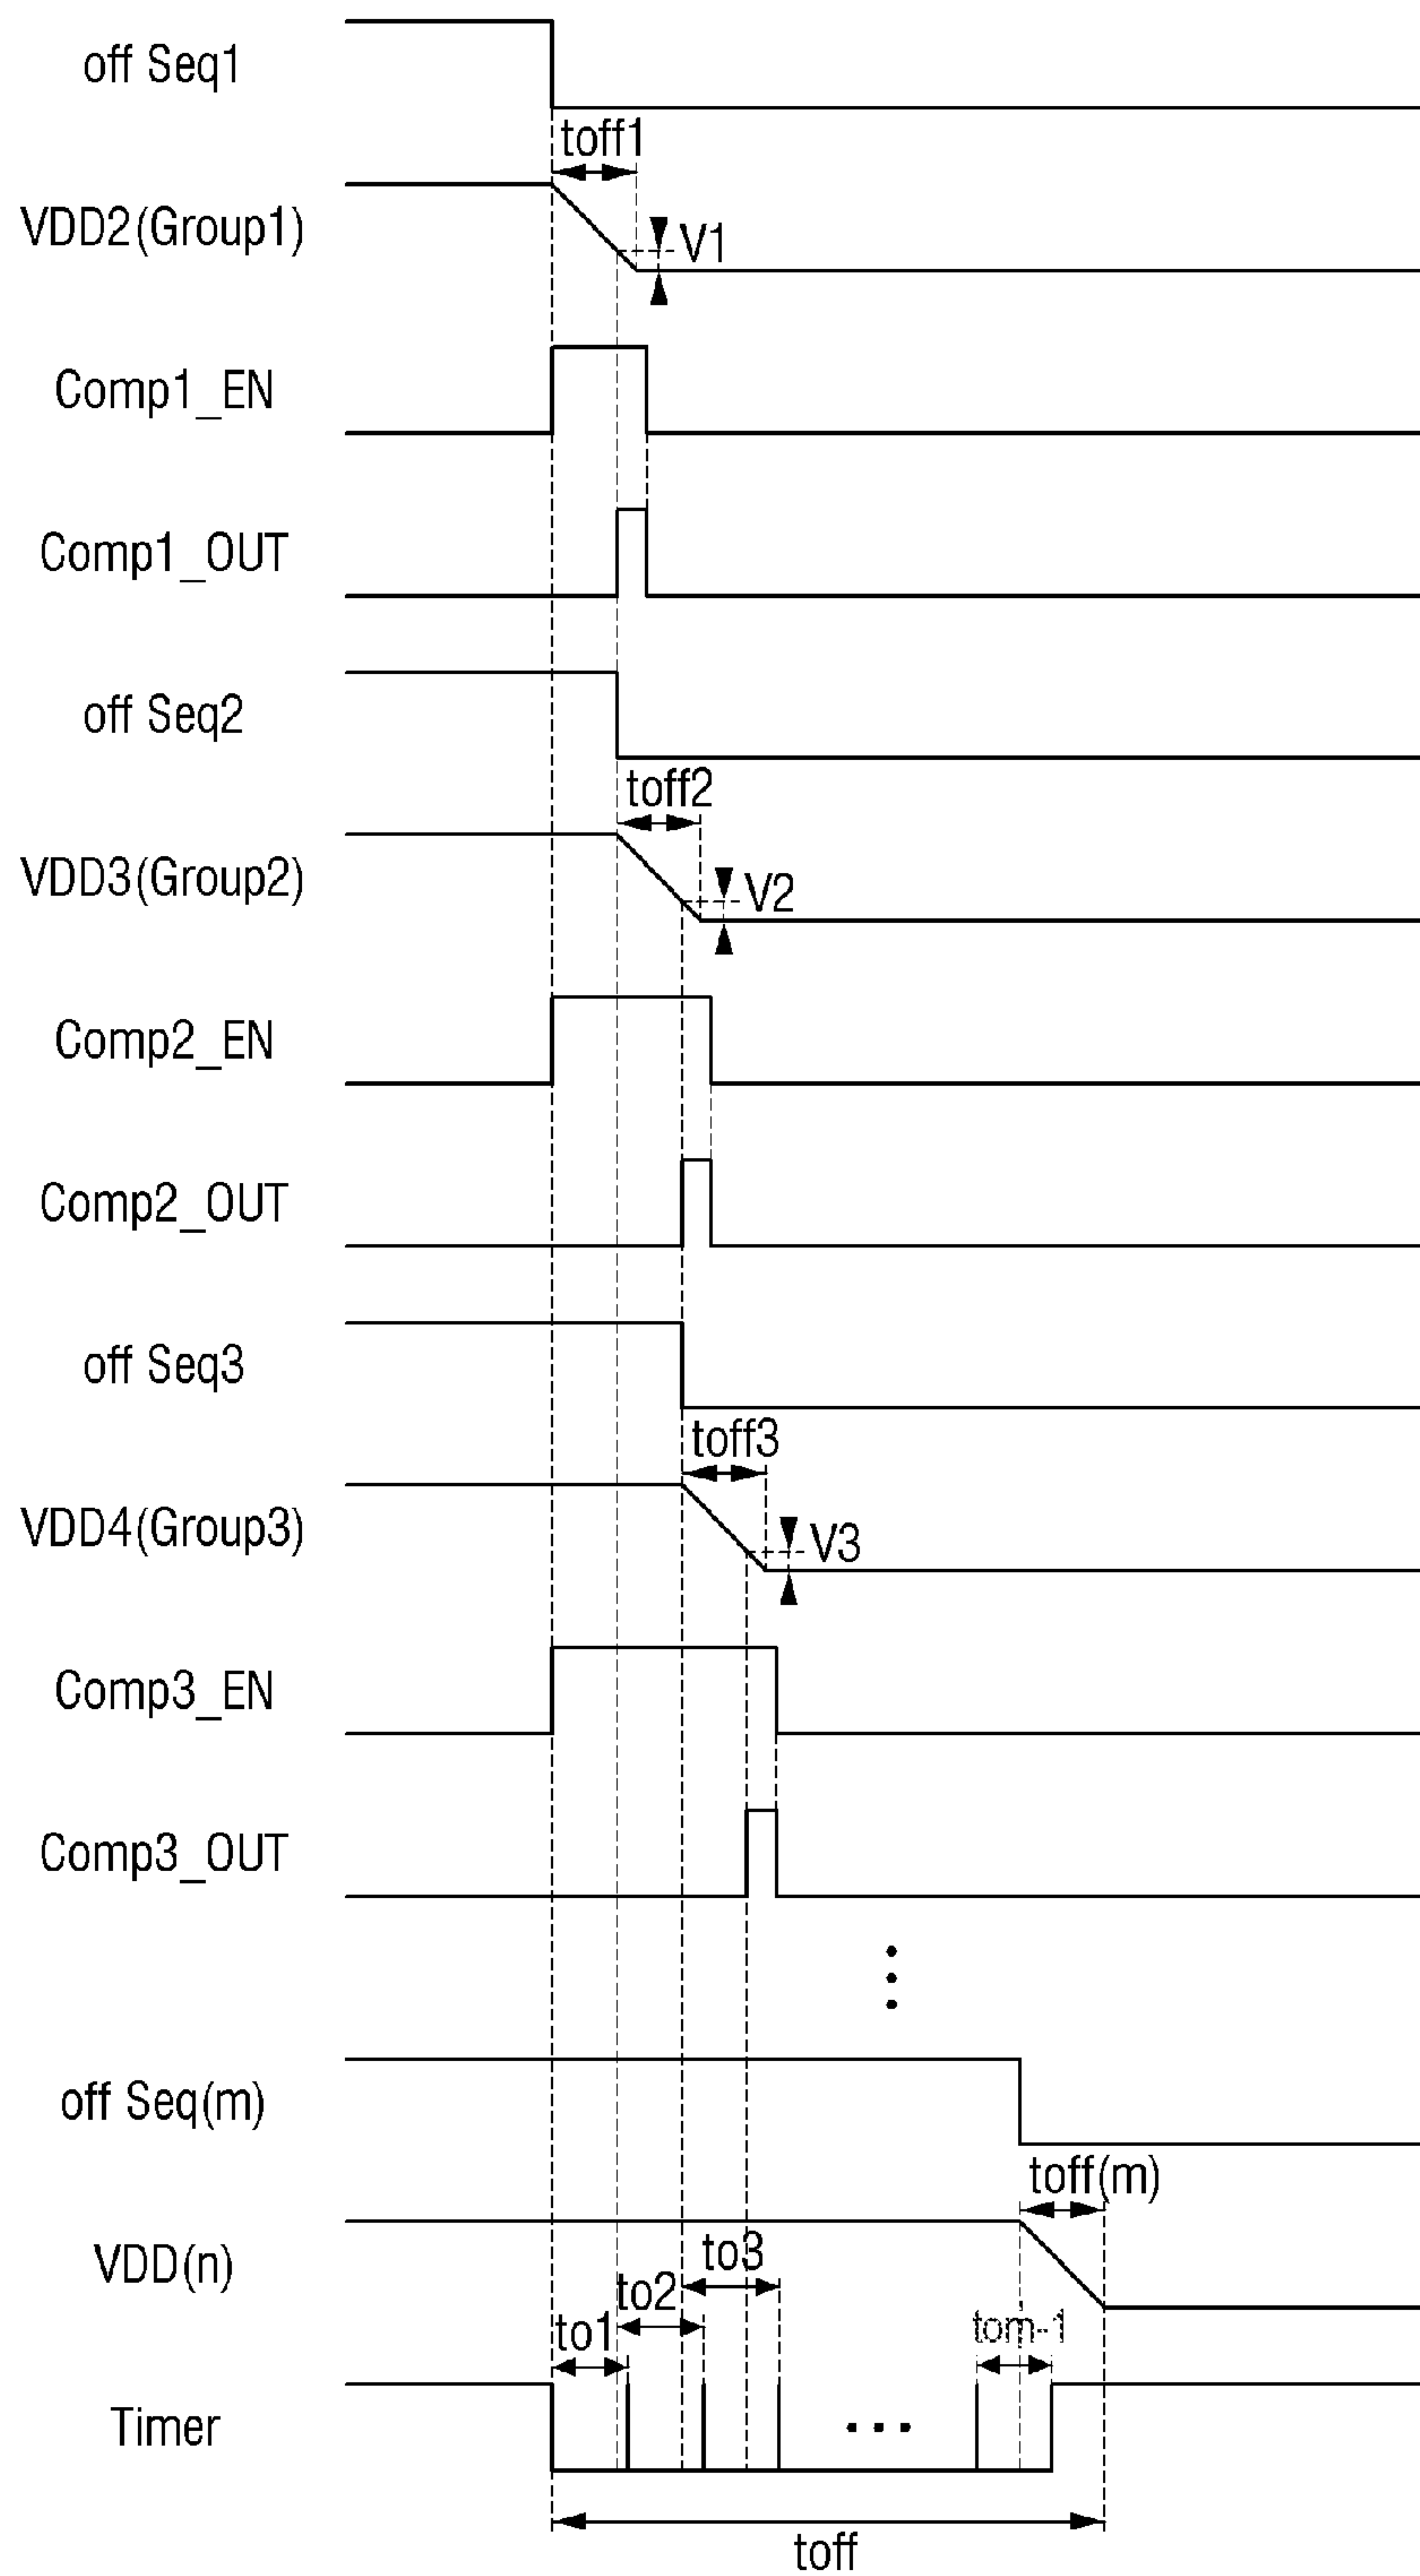 off Seq1
toff1
VDD2(Group1)
V1
Comp1_EN
Comp1_OUT
off Seq2
toff2
VDD3(Group2)
V2
Comp2_EN
Comp2_OUT
off Seq3
toff3
VDD4(Group3)
V3
Comp3_EN
Comp3_OUT
off Seq(m)
toff(m)
VDD(n)
to3
to2
to1
tom-1
Timer
toff